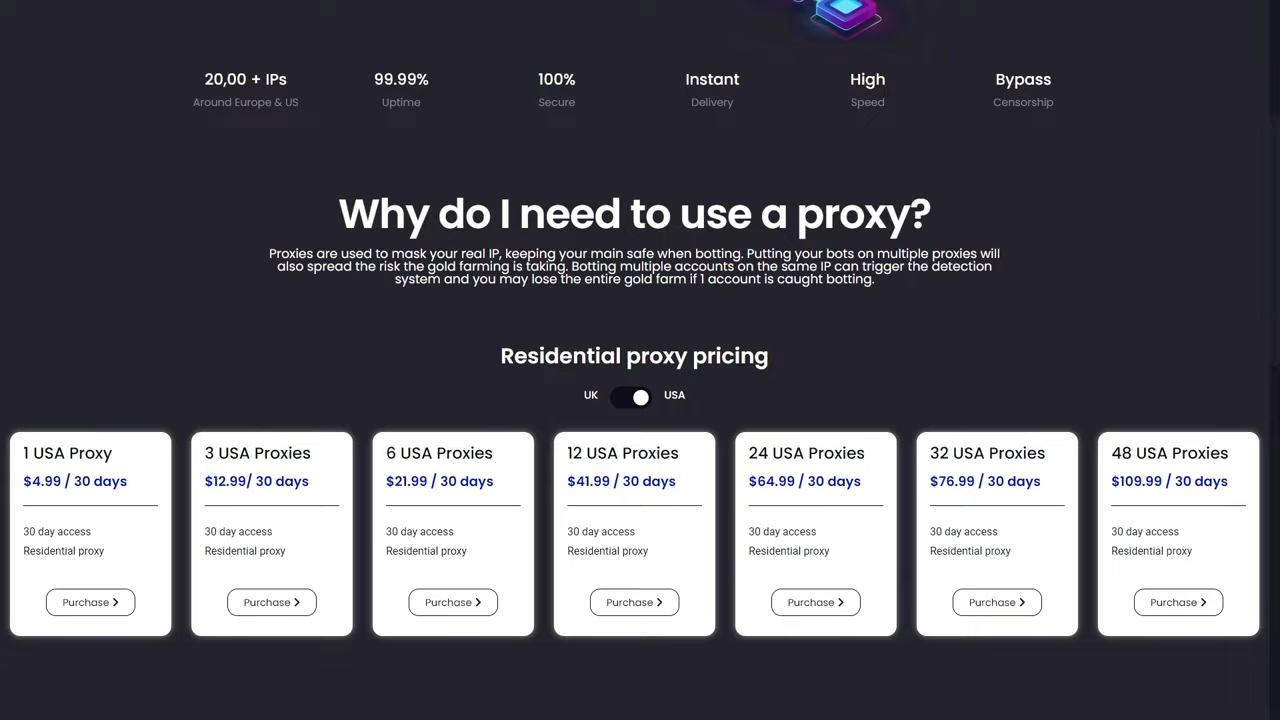 20,00 + IPs
Around Europe & US
99.99%
Uptime
100%
Secure
Instant
Delivery
High
Speed
Bypass
Censorship
Why do I need to use a proxy?
Proxies are used to mask your real IP, keeping your main safe when botting. Putting your bots on multiple proxies will
also spread the risk the gold farming is taking. Botting multiple accounts on the same IP can trigger the detection
system and you may lose the entire gold farm if 1 account is caught botting.
Residential proxy pricing
UK
USA
1 USA Proxy
$4.99 / 30 days
30 day access
Residential proxy
Purchase
3 USA Proxies
$12.99/ 30 days
30 day access
Residential proxy
Purchase
6 USA Proxies
$21.99 / 30 days
30 day access
Residential proxy
Purchase
12 USA Proxies
$41.99 / 30 days
30 day access
Residential proxy
Purchase
24 USA Proxies
$64.99 / 30 days
30 day access
Residential proxy
Purchase
32 USA Proxies
$76.99 / 30 days
30 day access
Residential proxy
Purchase
48 USA Proxies
$109.99 / 30 days
30 day access
Residential proxy
Purchase